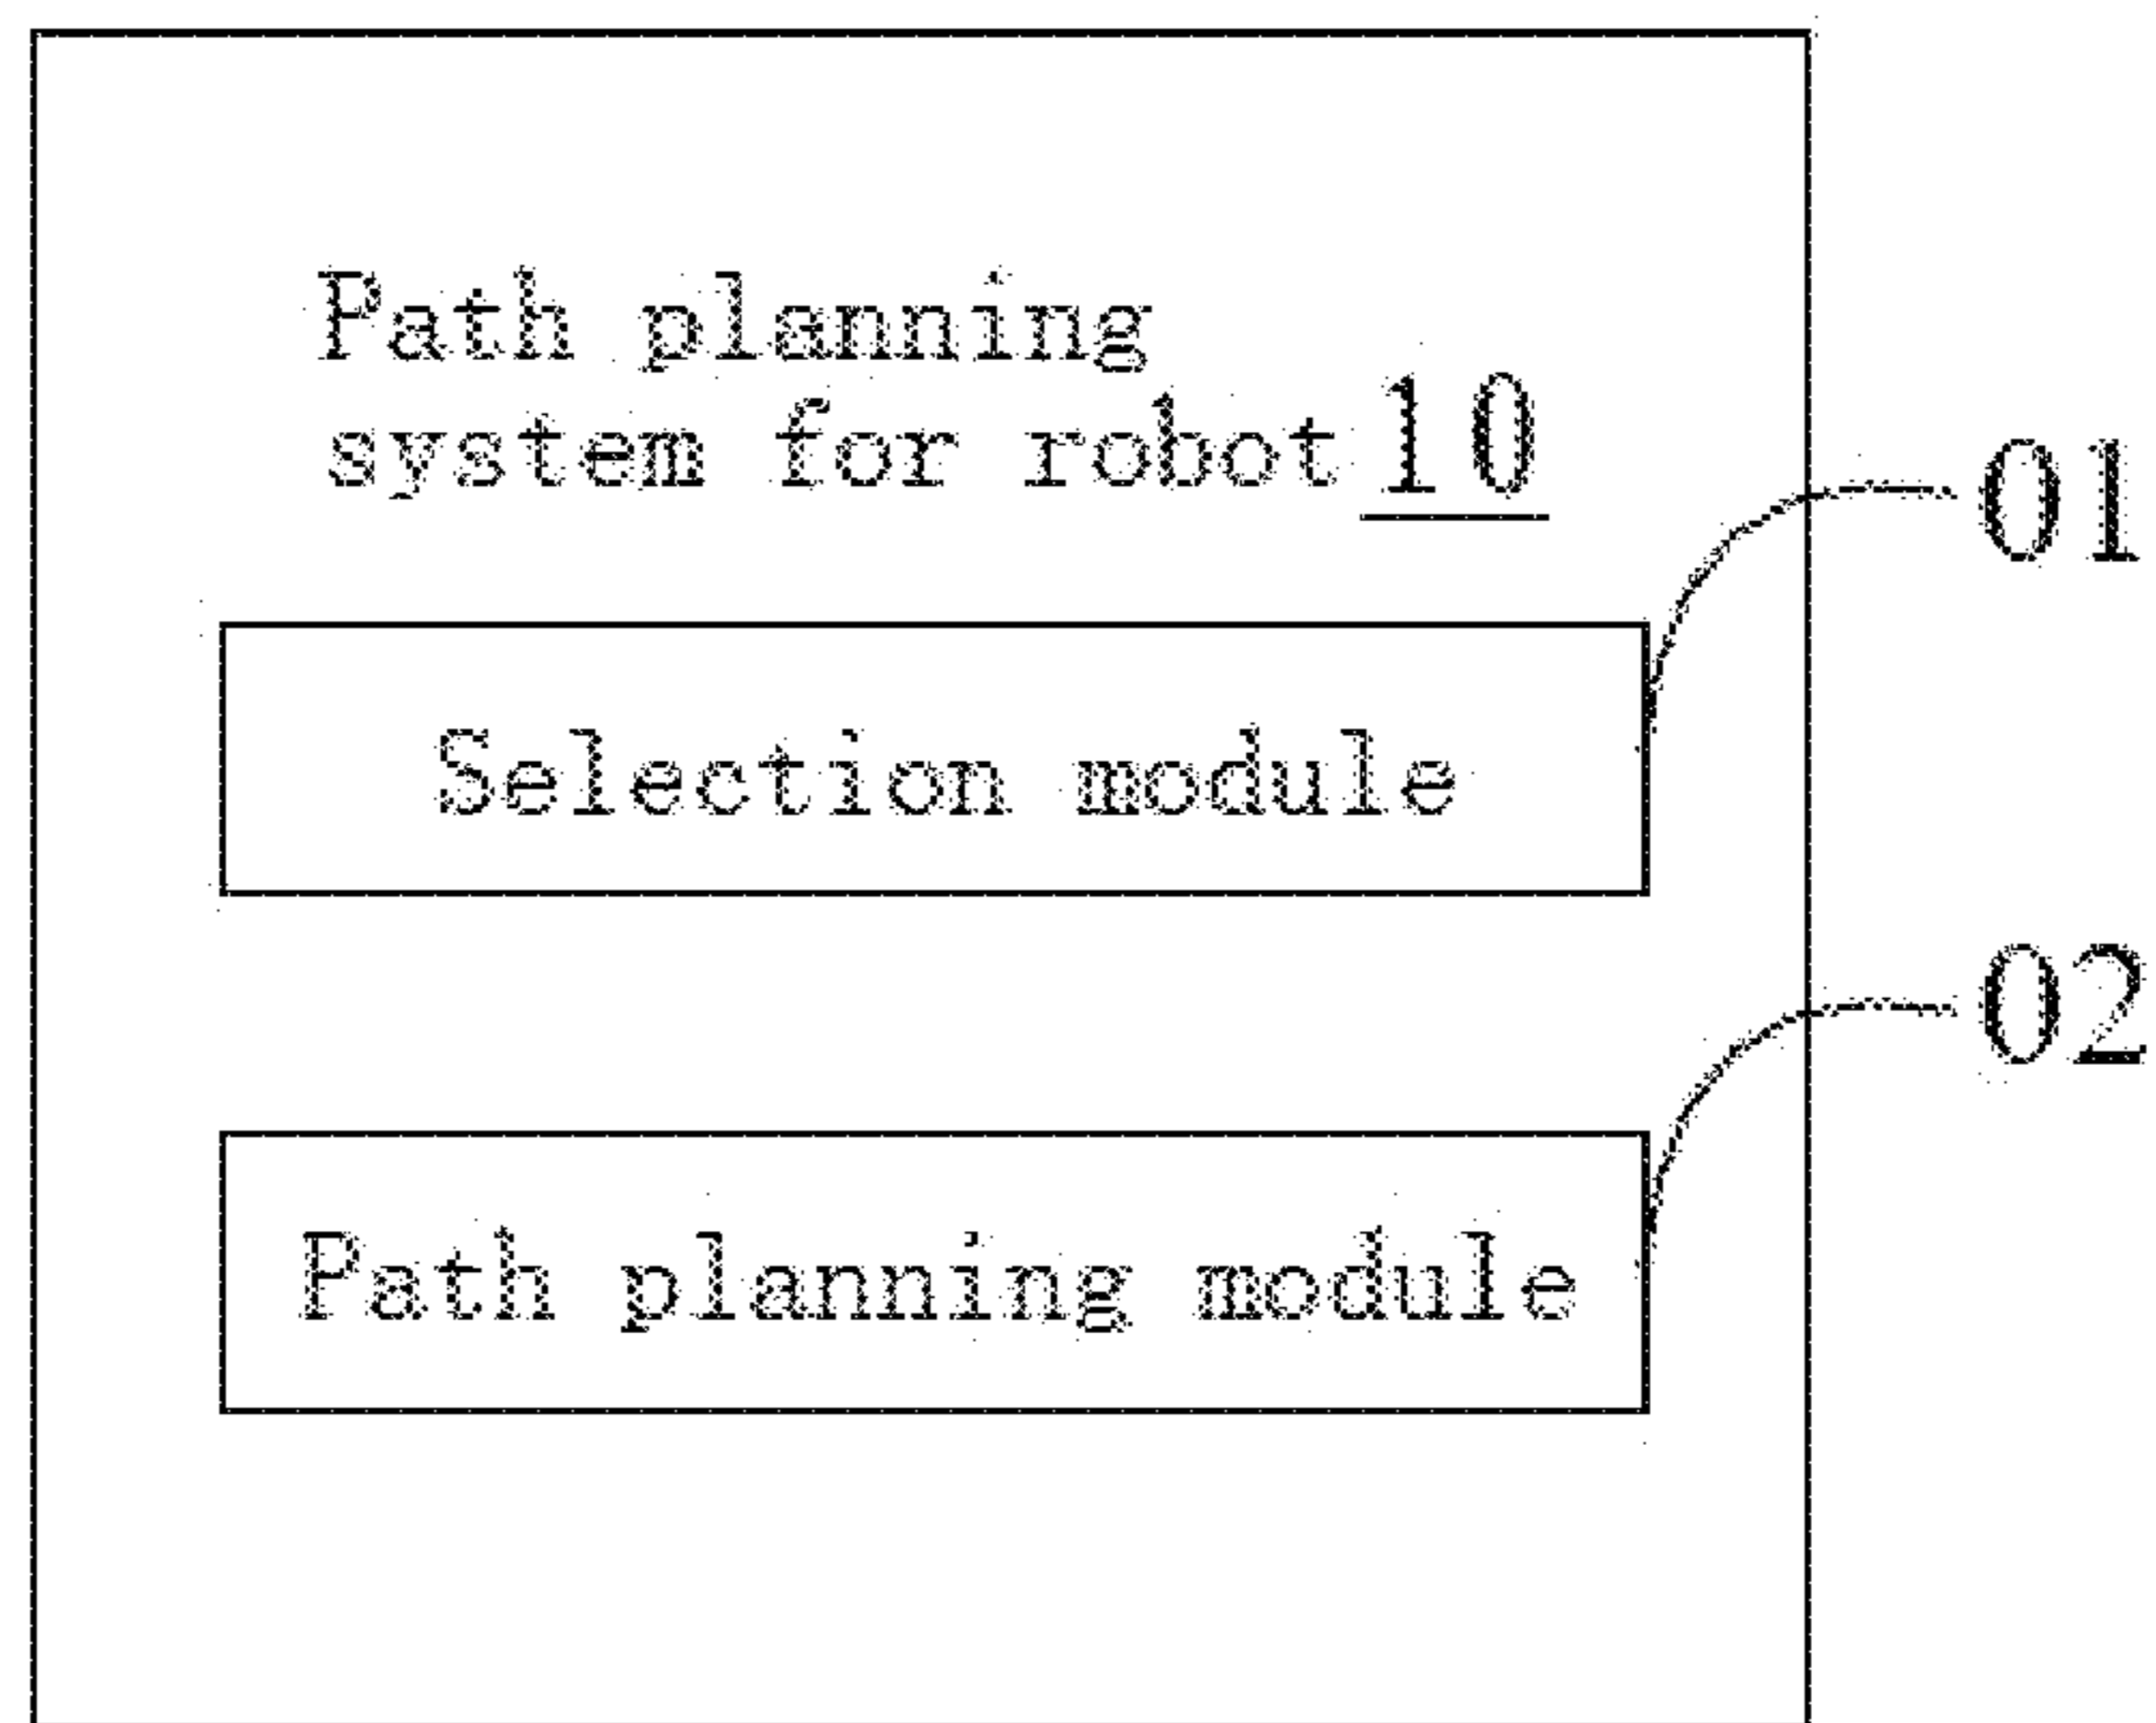 Path planning
system for robot 10
01
Selection module
02
Path planning module